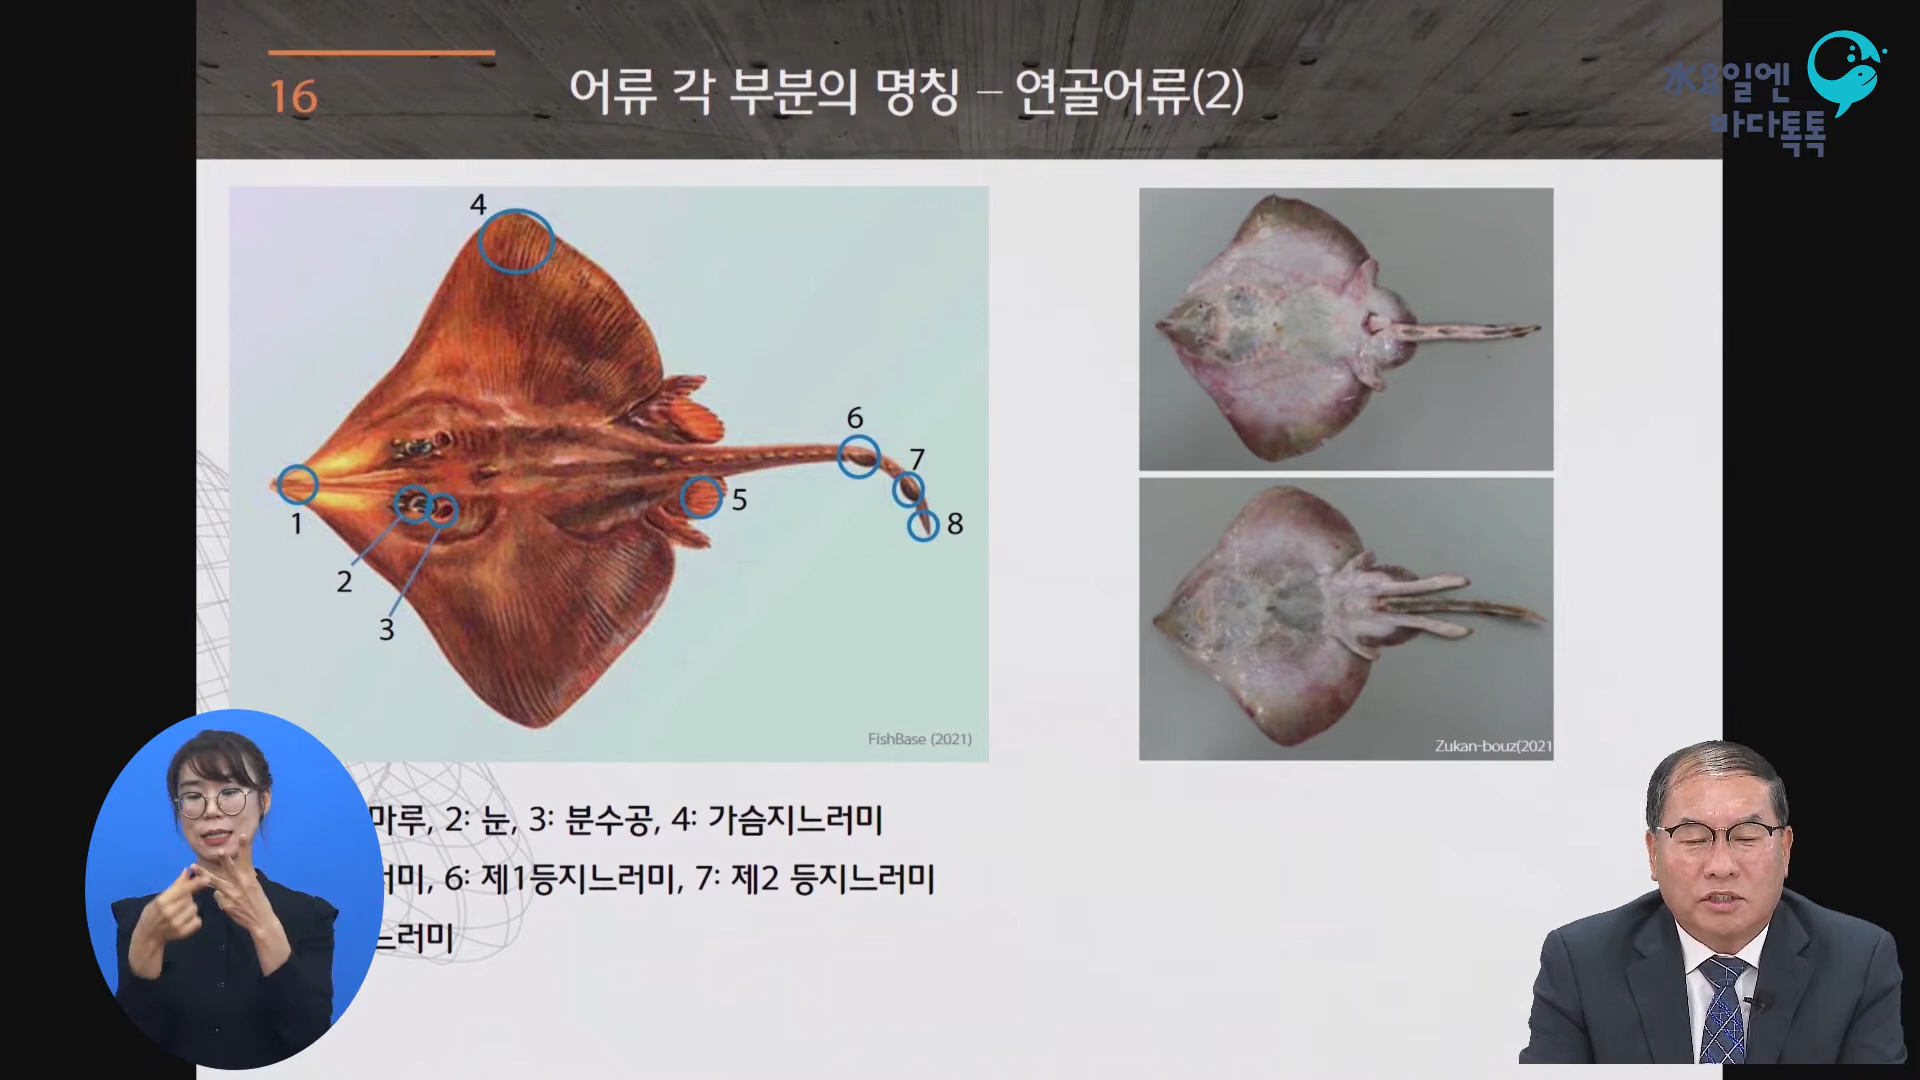 16
어류 각 부분의 명칭 – 연골어류(2)
水요일엔
바다톡톡
4
6
7
5
8
1
2
3
FishBase (2021)
Zukan-bouz(2021
마루, 2: 눈, 3: 분수공, 4: 가슴지느러미
러미, 6: 제1등지느러미, 7: 제2 등지느러미
느러미